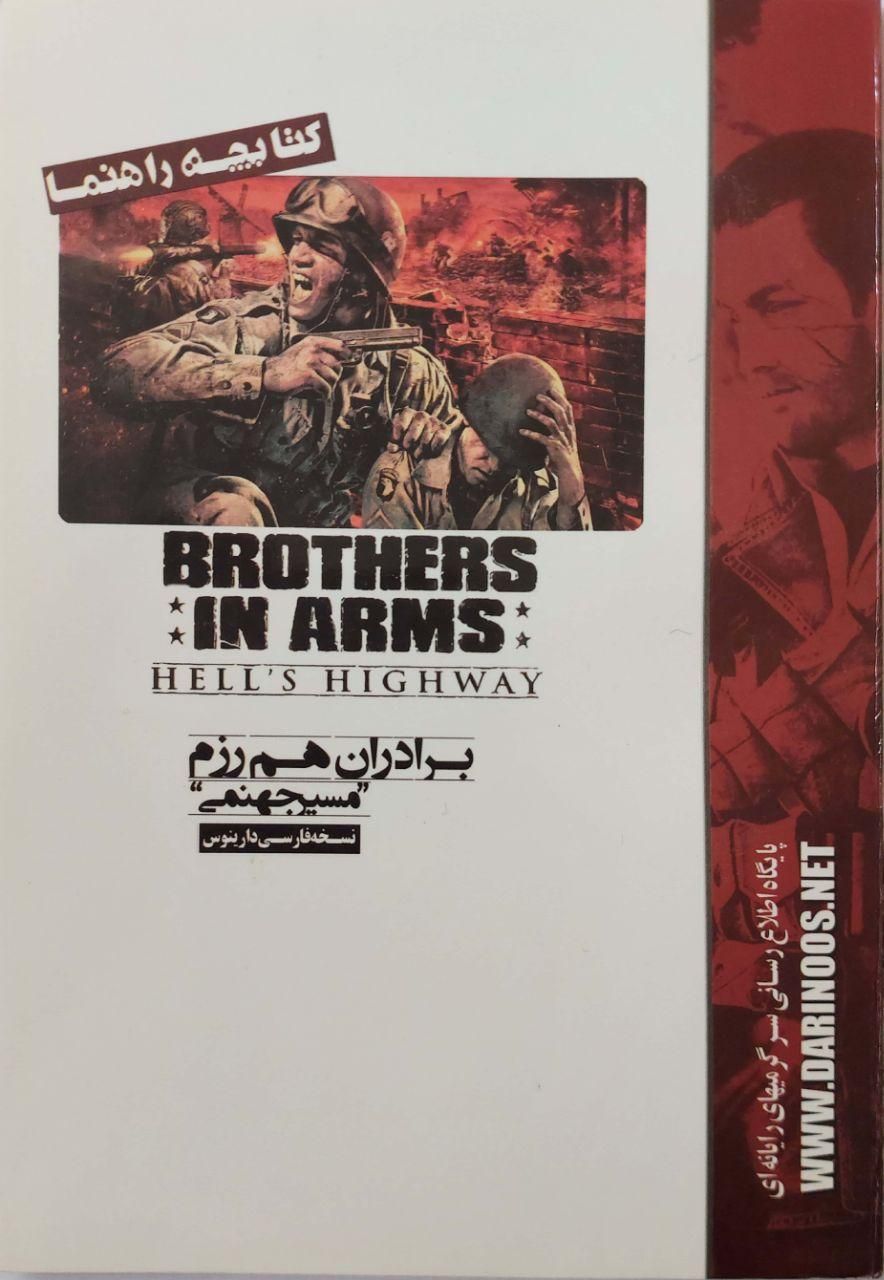 کتابچه راهنما
BROTHERS
IN ARMS
HELL'S HIGHWAY
برادران هم رزم
"مسیر جهنمی"
نسخه فارسی دارینوس
پایگاه اطلاع رسانی سرگرمیهای رایانه ای
WWW.DARINOOS.NET